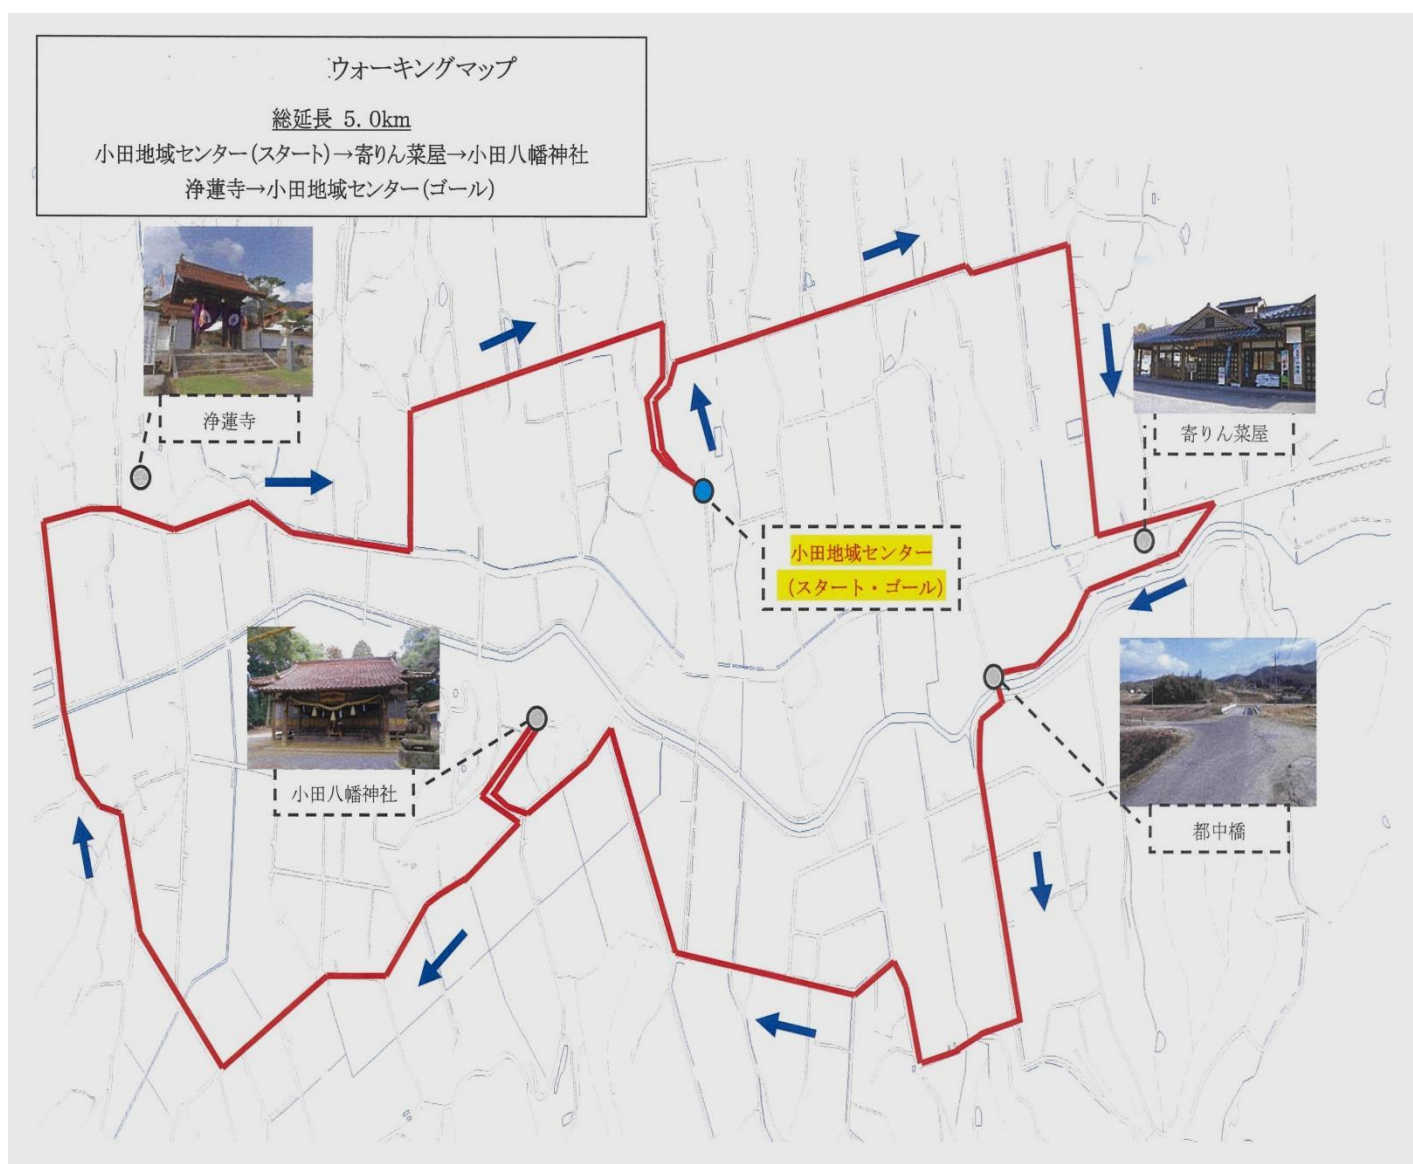 ウォーキングマップ
総延長 5.0km
小田地域センター(スタート)→寄りん菜屋→小田八幡神社
浄蓮寺→小田地域センター(ゴール)
浄蓮寺
寄りん菜屋
小田地域センター
(スタート・ゴール)
小田八幡神社
都中橋